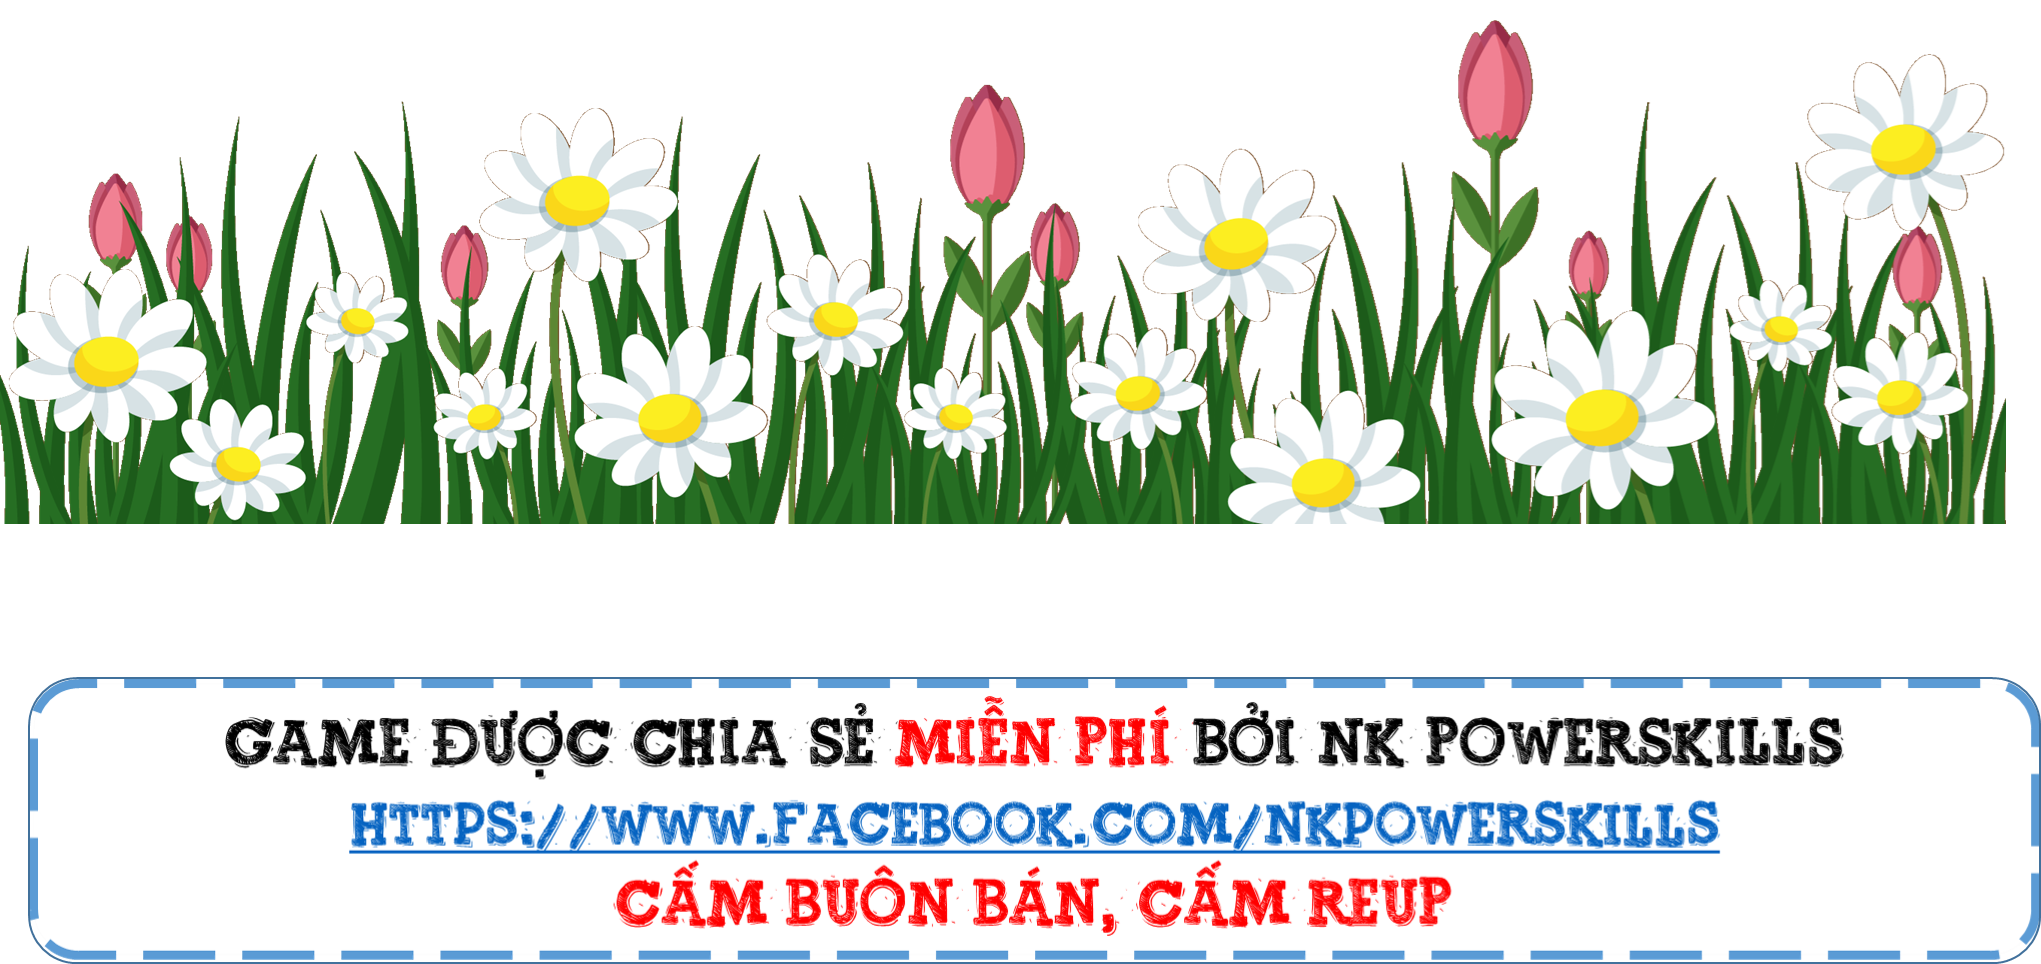 GAME ĐƯỢC CHIA SẺ MIỄN PHÍ BỞI NK POWERSKILLS
HTTPS://WWW.FACEBOOK.COM/NKPOWERSKILLS
CẤM BUÔN BÁN, CẤM REUP